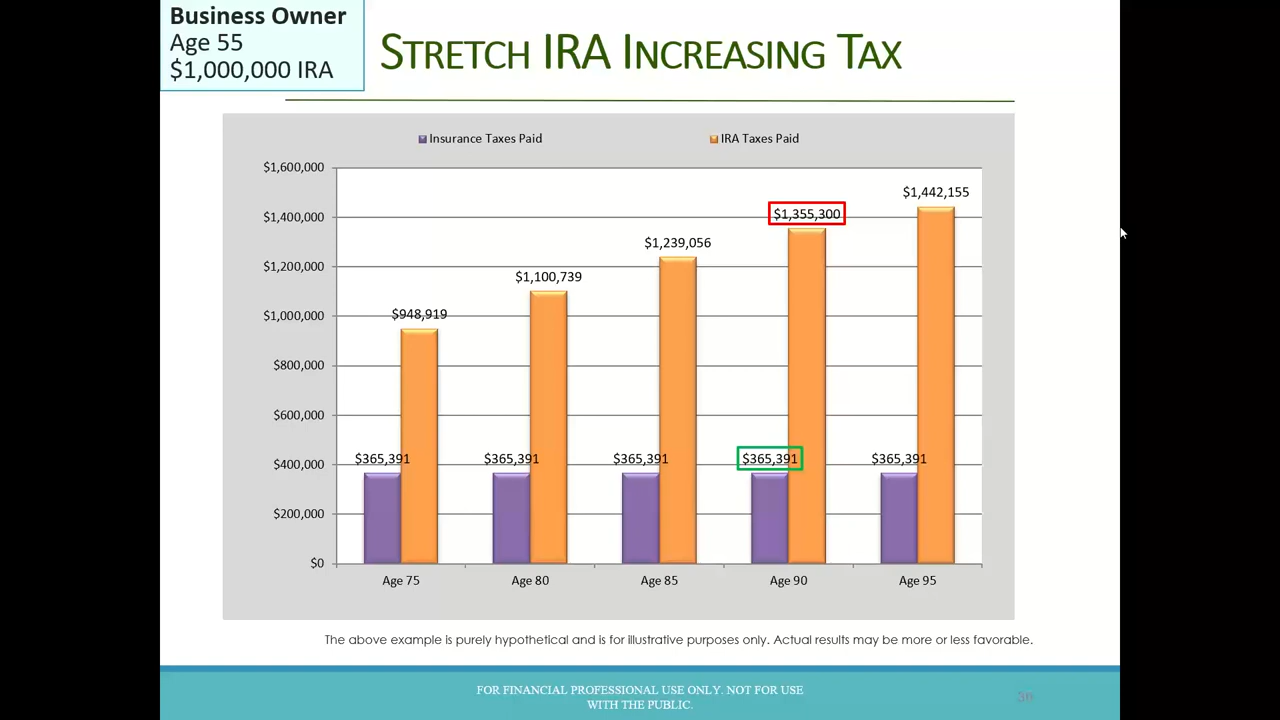 Business Owner
Age 55
$1,000,000 IRA
STRETCH IRA INCREASING TAX
Insurance Taxes Paid
IRA Taxes Paid
$1,600,000
$1,400,000
$1,200,000
$1,000,000
$800,000
$600,000
$400,000
$200,000
$0
$948,919
$1,100,739
$1,239,056
$1,355,300
$1,442,155
$365,391
$365,391
$365,391
$365,391
$365,391
Age 75
Age 80
Age 85
Age 90
Age 95
The above example is purely hypothetical and is for illustrative purposes only. Actual results may be more or less favorable.
FOR FINANCIAL PROFESSIONAL USE ONLY. NOT FOR USE
WITH THE PUBLIC.